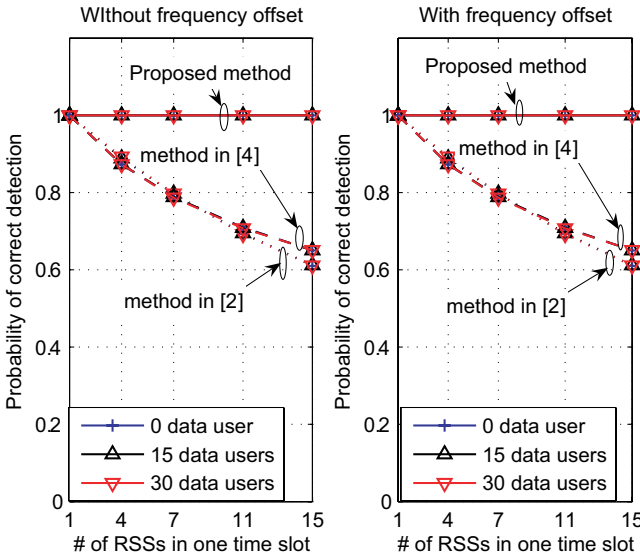 WIthout frequency offset
Proposed method
method in [4]
method in [2]
1
0.8
0.6
0.4
0.2
0
Probability of correct detection
0 data user
15 data users
30 data users
1 4 7 11 15
# of RSSs in one time slot
With frequency offset
Proposed method
method in [4]
method in [2]
1
0.8
0.6
0.4
0.2
0
Probability of correct detection
0 data user
15 data users
30 data users
1 4 7 11 15
# of RSSs in one time slot